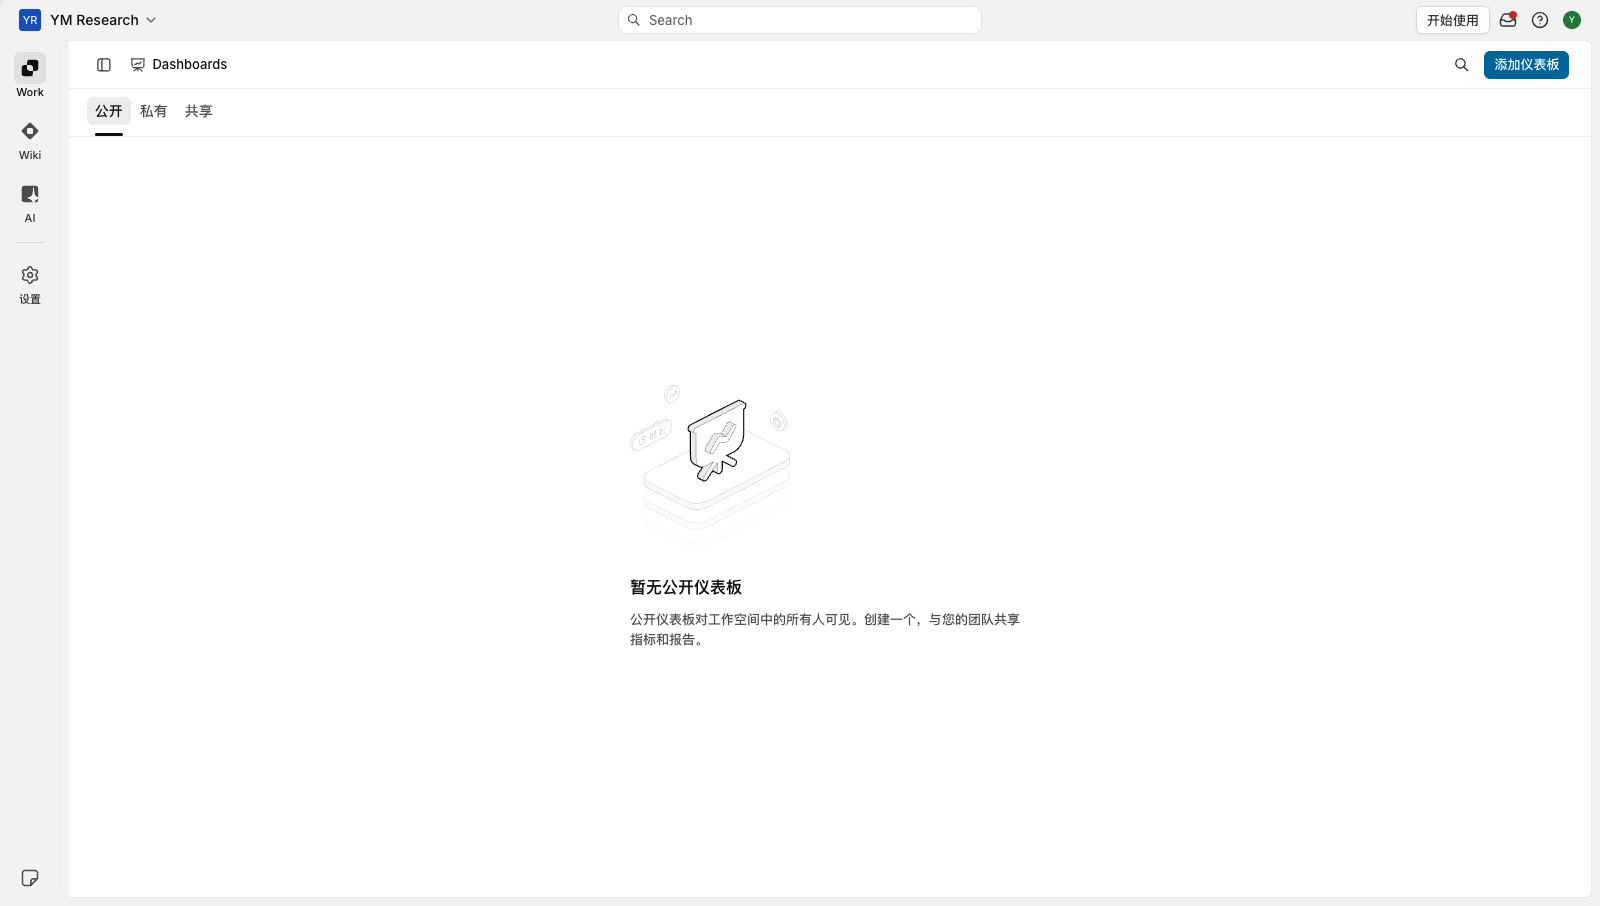 YR YM Research
Search
开始使用
Y
Work
Wiki
AI
设置
Dashboards
添加仪表板
公开 私有 共享
暂无公开仪表板
公开仪表板对工作空间中的所有人可见。创建一个，与您的团队共享
指标和报告。